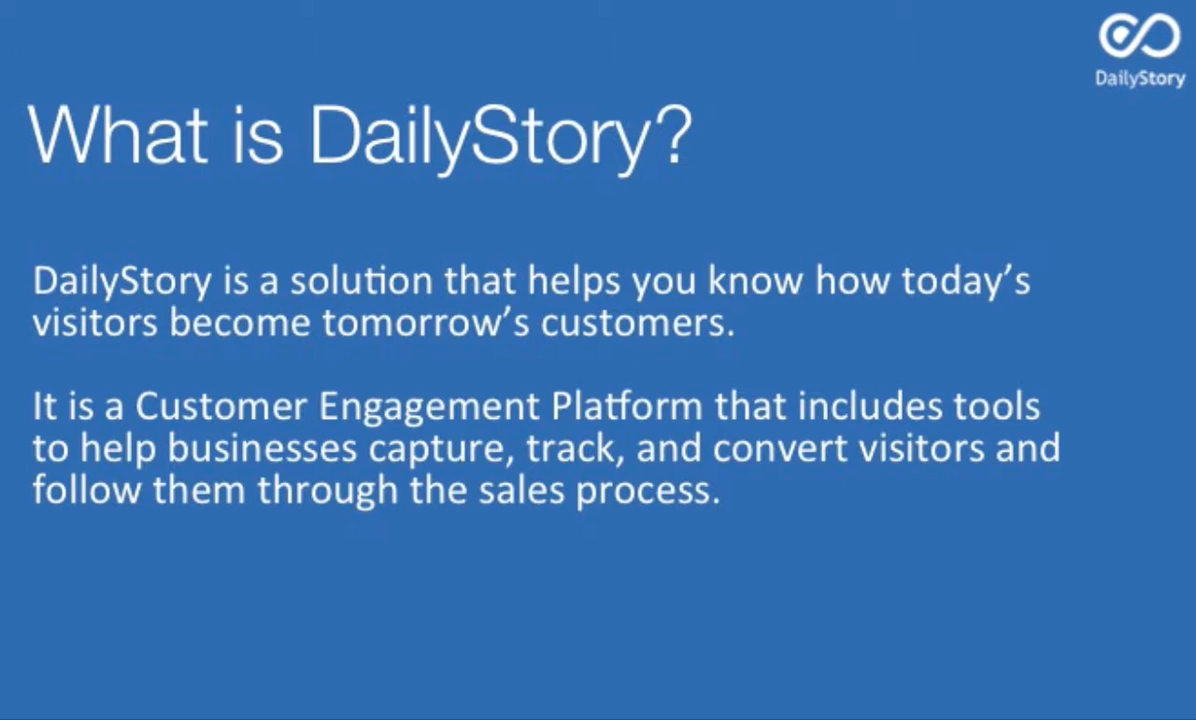 DailyStory
What is DailyStory?
DailyStory is a solution that helps you know how today’s
visitors become tomorrow’s customers.
It is a Customer Engagement Platform that includes tools
to help businesses capture, track, and convert visitors and
follow them through the sales process.